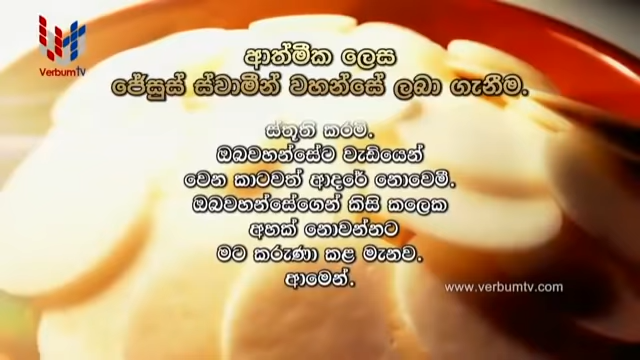 VerbumTV
ආත්මික ලෙස
ජේසුස් ස්වාමීන් වහන්සේ ලබා ගැනීම.
ස්තූති කරමි.
ඔබවහන්සේට වැඩියෙන්
වෙන කාටවත් ආදරේ නොවෙමි.
ඔබවහන්සේගෙන් කිසි කලෙක
අහක් නොවන්නට
මට කරුණා කළ මැනව.
ආමෙන්.
www.verbumtv.com